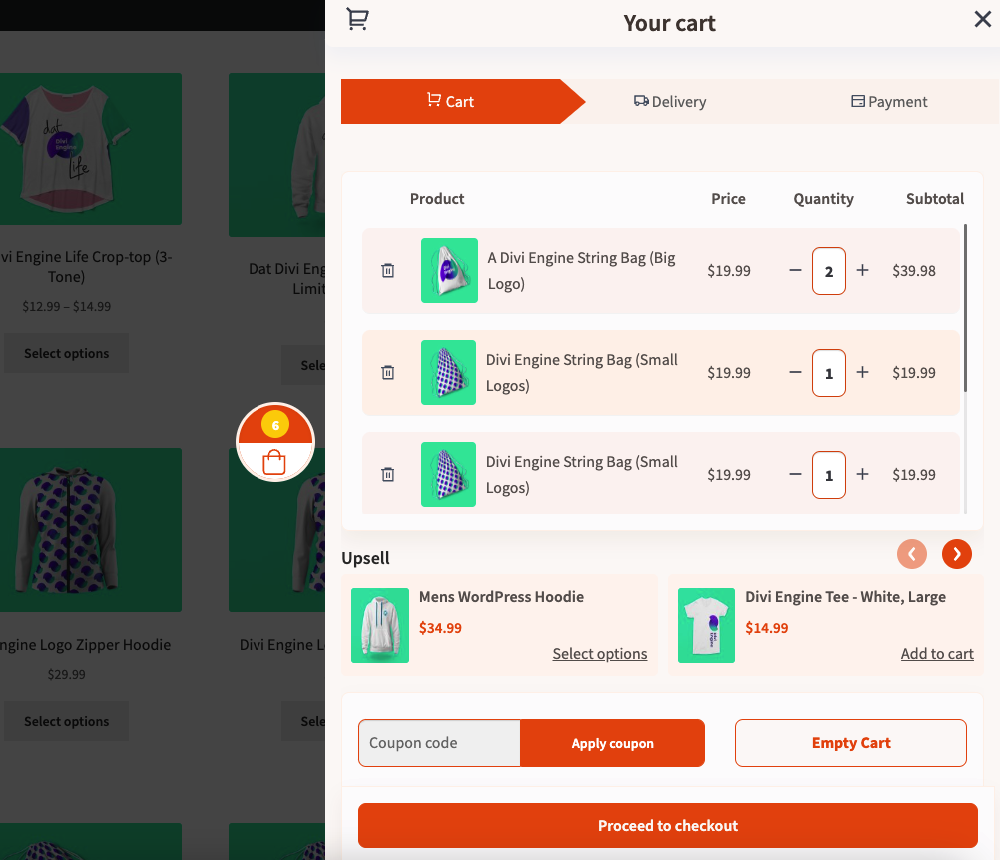 Your cart
Cart
Delivery
Payment
Product Price Quantity Subtotal
A Divi Engine String Bag (Big
Logo)
$19.99
2
$39.98
Divi Engine String Bag (Small
Logos)
$19.99
1
$19.99
Divi Engine String Bag (Small
Logos)
$19.99
1
$19.99
Upsell
Mens WordPress Hoodie
$34.99
Select options
Divi Engine Tee - White, Large
$14.99
Add to cart
Coupon code
Apply coupon
Empty Cart
Proceed to checkout
6
dat
Divi
Engine
Life
vi Engine Life Crop-top (3-
Tone)
$12.99 – $14.99
Select options
Dat Divi Eng
Limit
Sele
ngine Logo Zipper Hoodie
$29.99
Select options
Divi Engine L
Sele